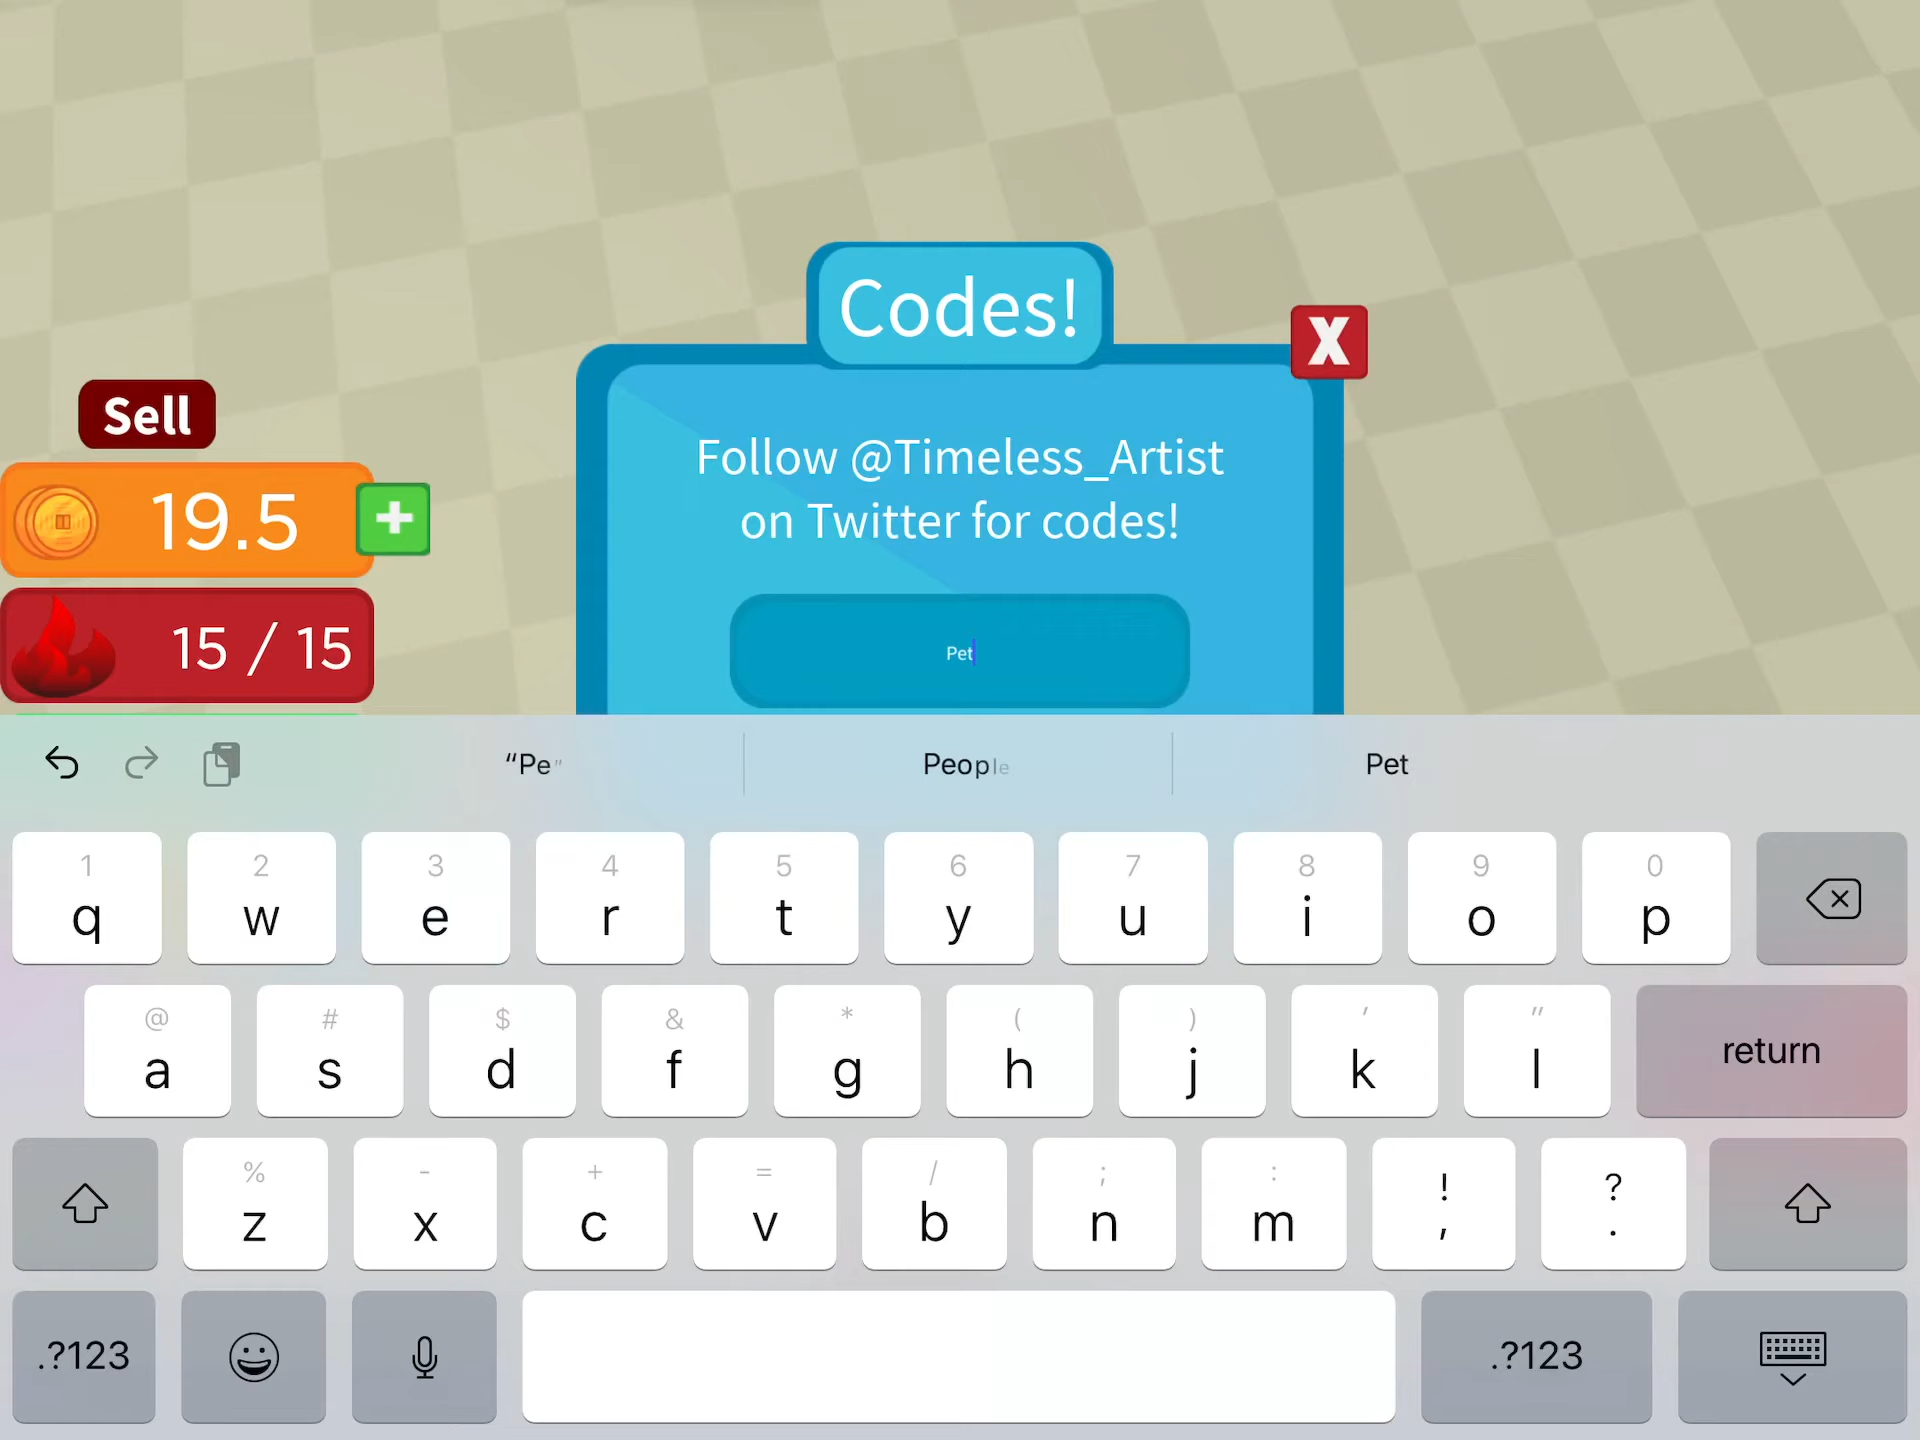 Codes!
X
Sell
Follow @Timeless_Artist
on Twitter for codes!
19.5
+
15 / 15
Pet
“Pe” People Pet
1 2 3 4 5 6 7 8 9 0
q w e r t y u i o p
@ # $ & * ( ) ' "
a s d f g h j k l return
% - + = / ; : ! ?
z x c v b n m , .
.?123 .?123